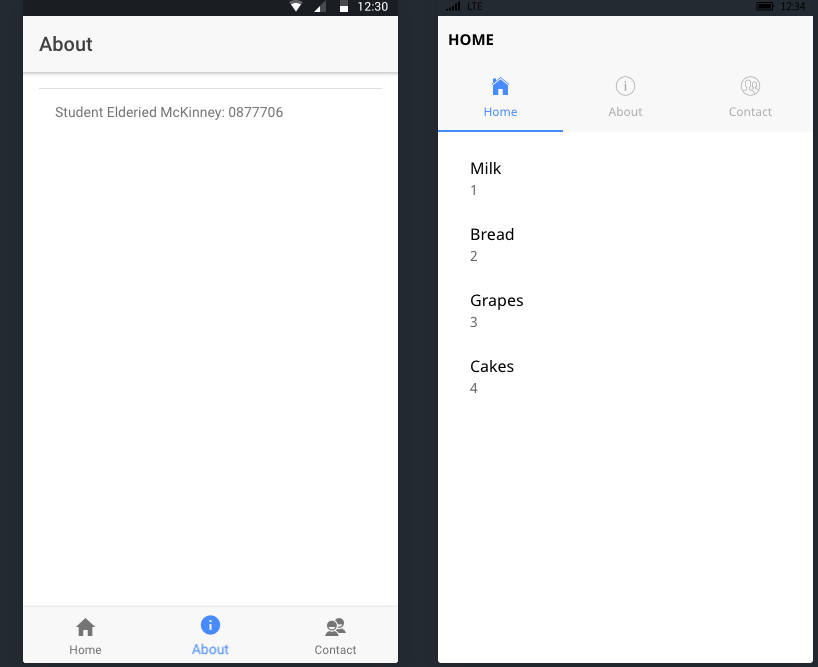 12:30
About
Student Elderied McKinney: 0877706
Home
About
Contact
LTE
12:34
HOME
Home
About
Contact
Milk
1
Bread
2
Grapes
3
Cakes
4